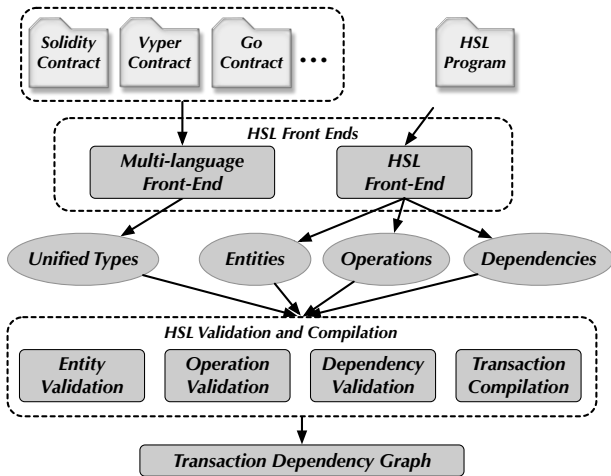 Solidity Contract
Vyper Contract
Go Contract
...
HSL Program
HSL Front Ends
Multi-language Front-End
HSL Front-End
Unified Types
Entities
Operations
Dependencies
HSL Validation and Compilation
Entity Validation
Operation Validation
Dependency Validation
Transaction Compilation
Transaction Dependency Graph